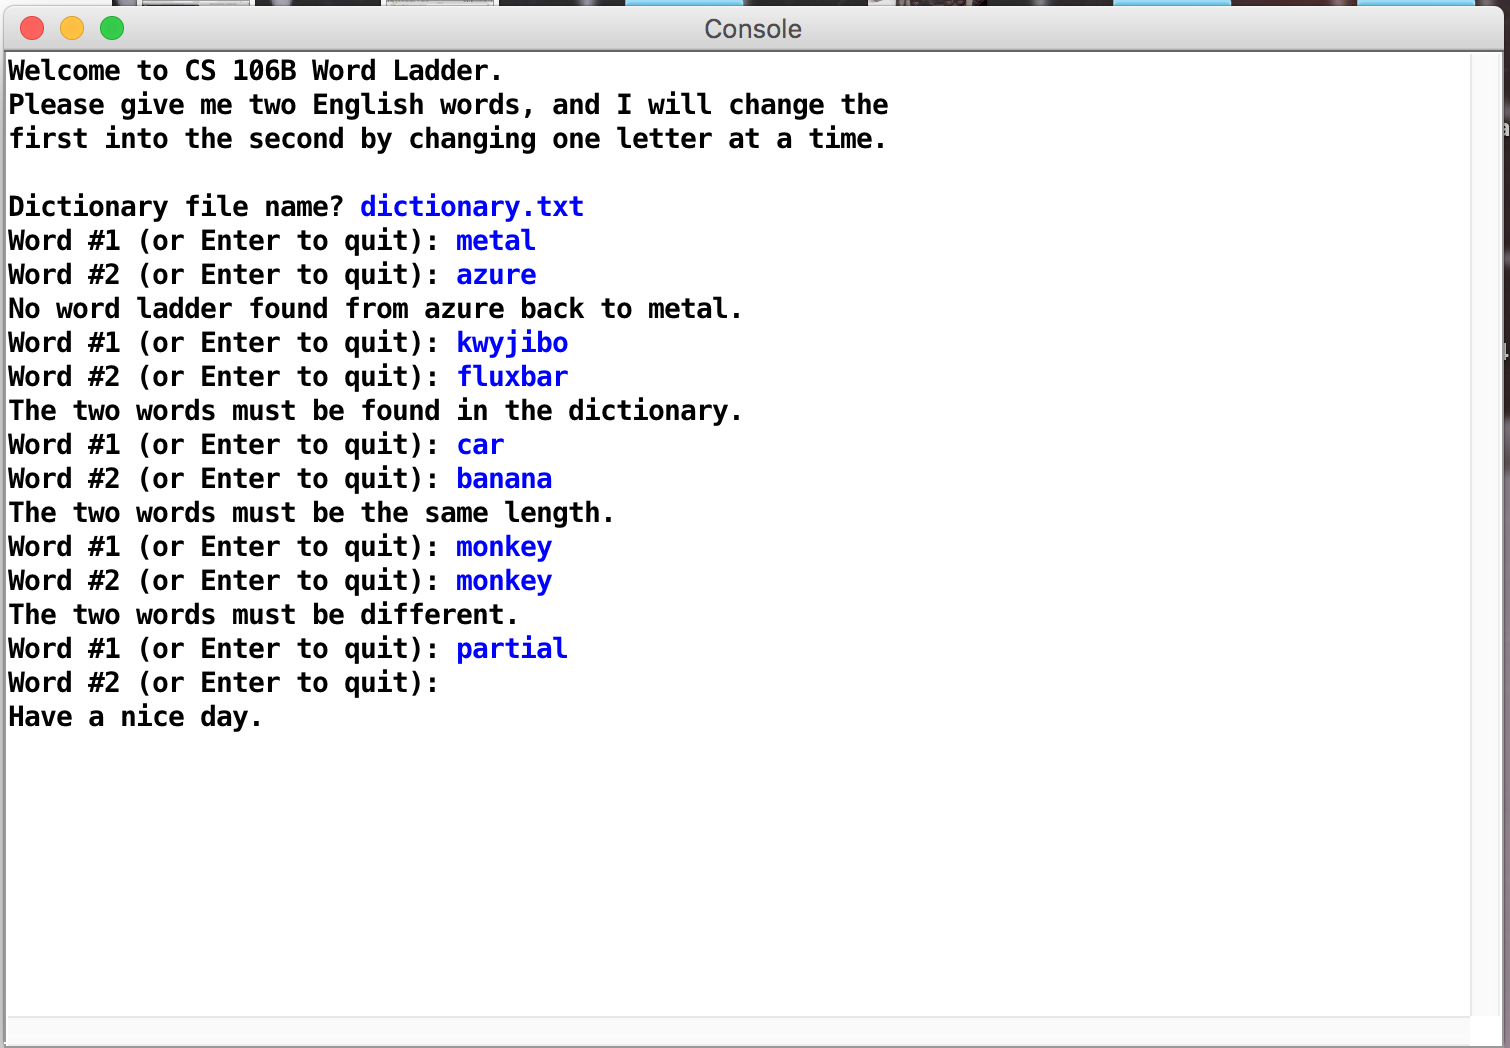 Console
Welcome to CS 106B Word Ladder.
Please give me two English words, and I will change the
first into the second by changing one letter at a time.

Dictionary file name? dictionary.txt
Word #1 (or Enter to quit): metal
Word #2 (or Enter to quit): azure
No word ladder found from azure back to metal.
Word #1 (or Enter to quit): kwyjibo
Word #2 (or Enter to quit): fluxbar
The two words must be found in the dictionary.
Word #1 (or Enter to quit): car
Word #2 (or Enter to quit): banana
The two words must be the same length.
Word #1 (or Enter to quit): monkey
Word #2 (or Enter to quit): monkey
The two words must be different.
Word #1 (or Enter to quit): partial
Word #2 (or Enter to quit):
Have a nice day.